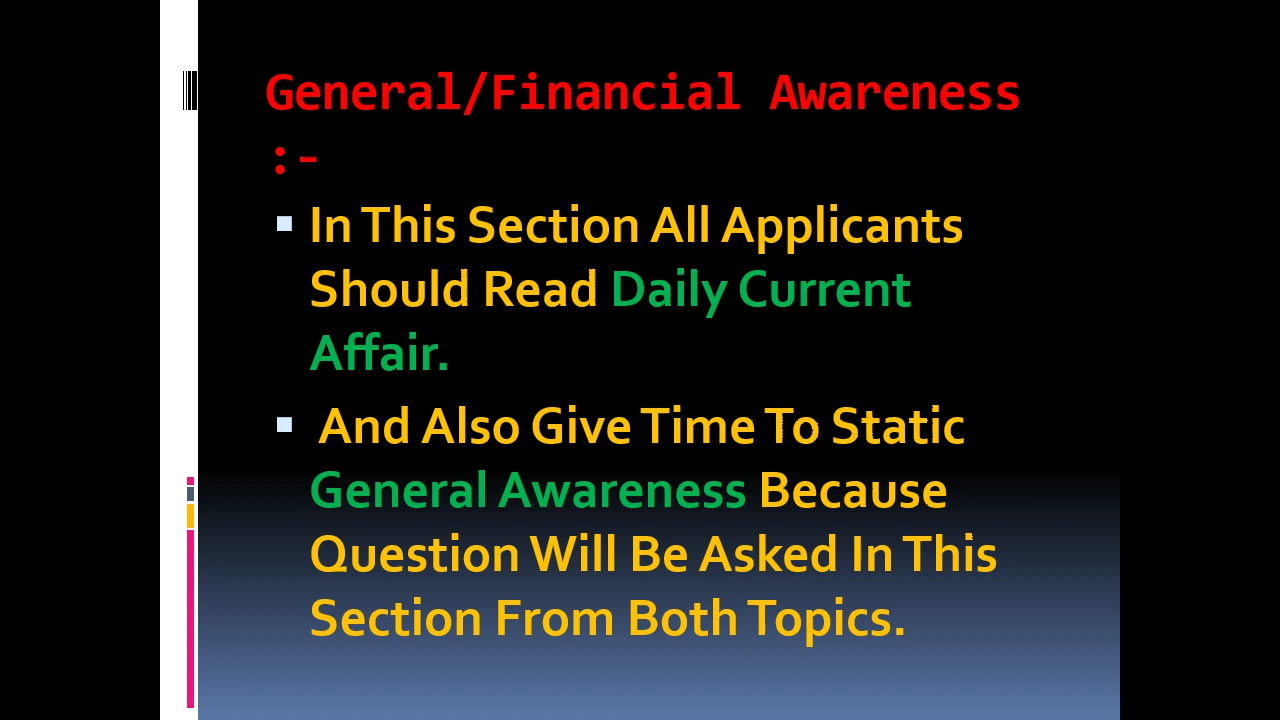 General/Financial Awareness
:-
▪ In This Section All Applicants
Should Read Daily Current
Affair.
▪ And Also Give Time To Static
General Awareness Because
Question Will Be Asked In This
Section From Both Topics.